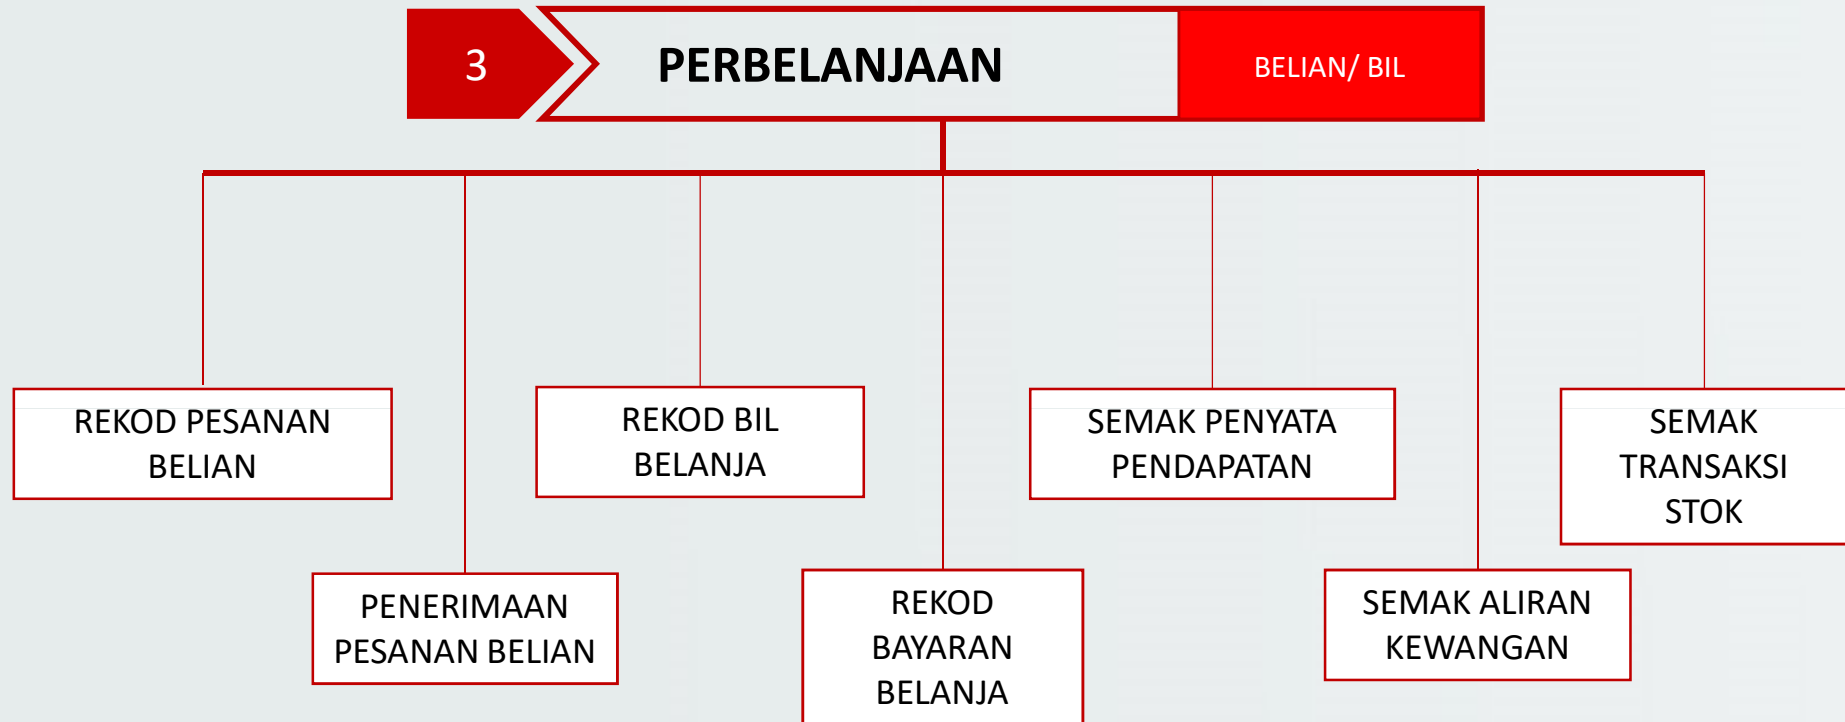 3
PERBELANJAAN
BELIAN/ BIL
REKOD PESANAN
BELIAN
PENERIMAAN
PESANAN BELIAN
REKOD BIL
BELANJA
REKOD
BAYARAN
BELANJA
SEMAK PENYATA
PENDAPATAN
SEMAK ALIRAN
KEWANGAN
SEMAK
TRANSAKSI
STOK